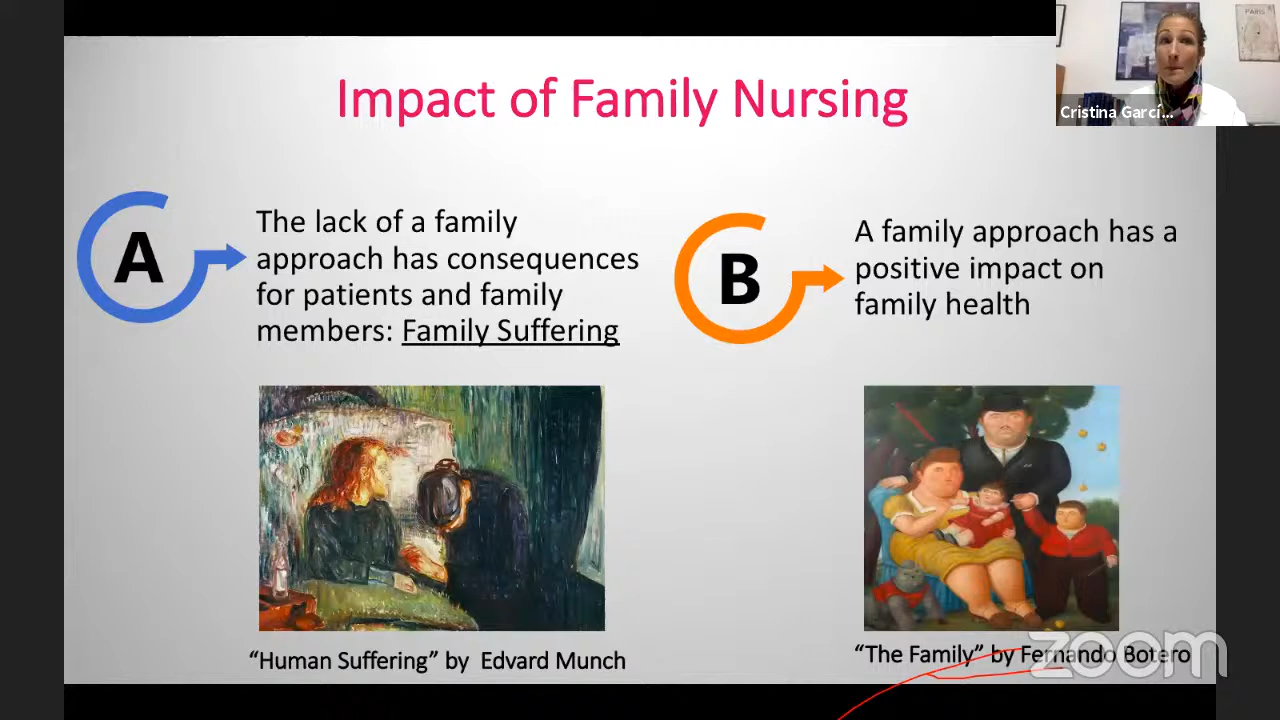 Impact of Family Nursing
PARIS
Cristina Garcí...
A
The lack of a family
approach has consequences
for patients and family
members: Family Suffering
B
A family approach has a
positive impact on
family health
“Human Suffering” by Edvard Munch
“The Family” by Fernando Botero
zoom